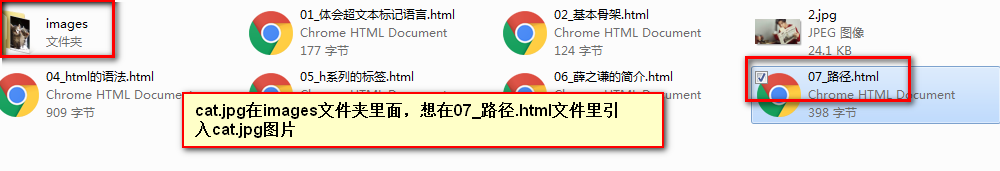 images
文件夹
01_体会超文本标记语言.html
Chrome HTML Document
177 字节
02_基本骨架.html
Chrome HTML Document
124 字节
2.jpg
JPEG 图像
24.1 KB
04_html的语法.html
Chrome HTML Document
909 字节
05_h系列的标签.html
Chrome HTML Document
06_薛之谦的简介.html
Chrome HTML Document
07_路径.html
Chrome HTML Document
398 字节
cat.jpg在images文件夹里面，想在07_路径.html文件里引
入cat.jpg图片